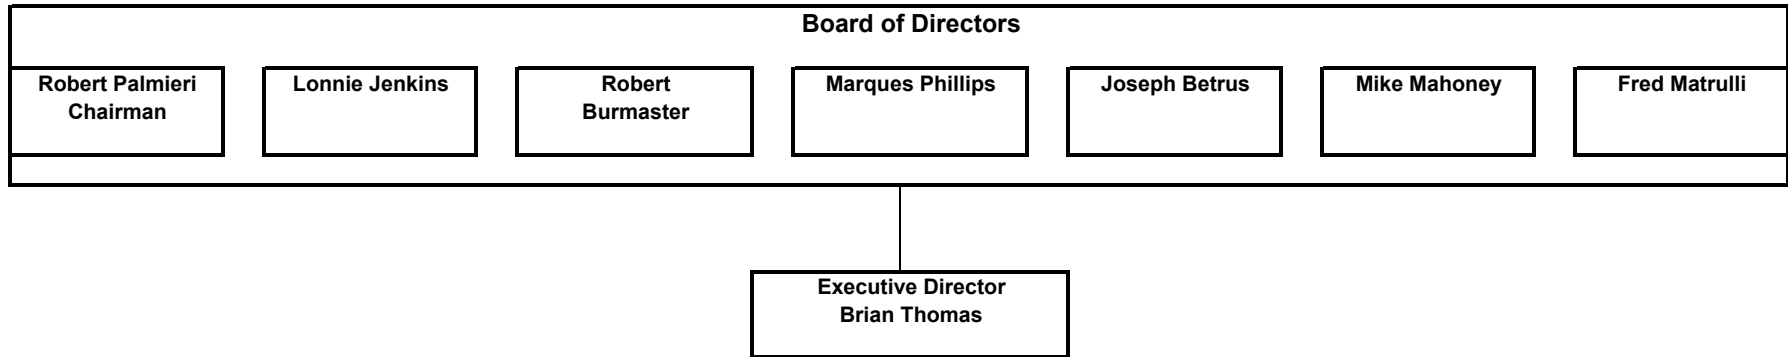 Board of Directors
Robert Palmieri
Chairman
Lonnie Jenkins
Robert
Burmaster
Marques Phillips
Joseph Betrus
Mike Mahoney
Fred Matrulli
Executive Director
Brian Thomas